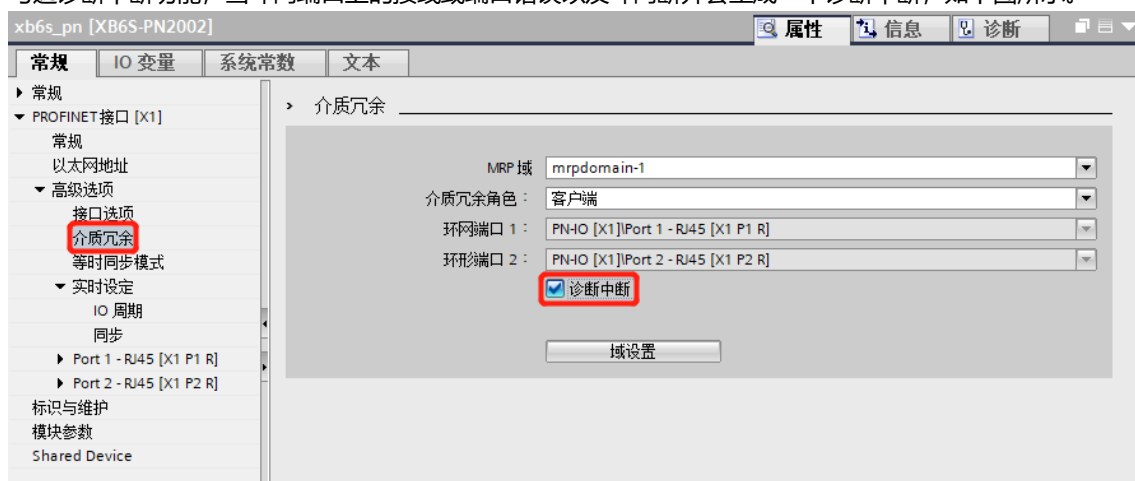 xb6s_pn [XB6S-PN2002]
属性
信息
诊断
常规
IO 变量
系统常数
文本
常规
PROFINET接口 [X1]
常规
以太网地址
高级选项
接口选项
介质冗余
等时同步模式
实时设定
IO 周期
同步
Port 1 - RJ45 [X1 P1 R]
Port 2 - RJ45 [X1 P2 R]
标识与维护
模块参数
Shared Device
介质冗余
MRP 域 mrpdomain-1
介质冗余角色： 客户端
环网端口 1： PN-IO [X1]\Port 1 - RJ45 [X1 P1 R]
环形端口 2： PN-IO [X1]\Port 2 - RJ45 [X1 P2 R]
诊断中断
域设置